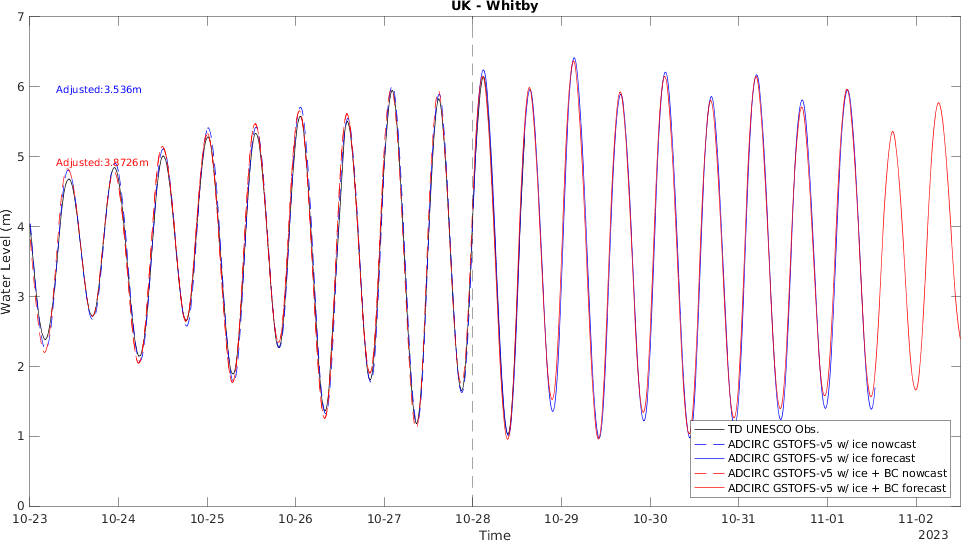 UK - Whitby
7
6
5
4
3
2
1
0
Water Level (m)
Adjusted:3.536m
Adjusted:3.8726m
TD UNESCO Obs.
ADCIRC GSTOFS-v5 w/ ice nowcast
ADCIRC GSTOFS-v5 w/ ice forecast
ADCIRC GSTOFS-v5 w/ ice + BC nowcast
ADCIRC GSTOFS-v5 w/ ice + BC forecast
10-23 10-24 10-25 10-26 10-27 10-28 10-29 10-30 10-31 11-01 11-02
Time
2023